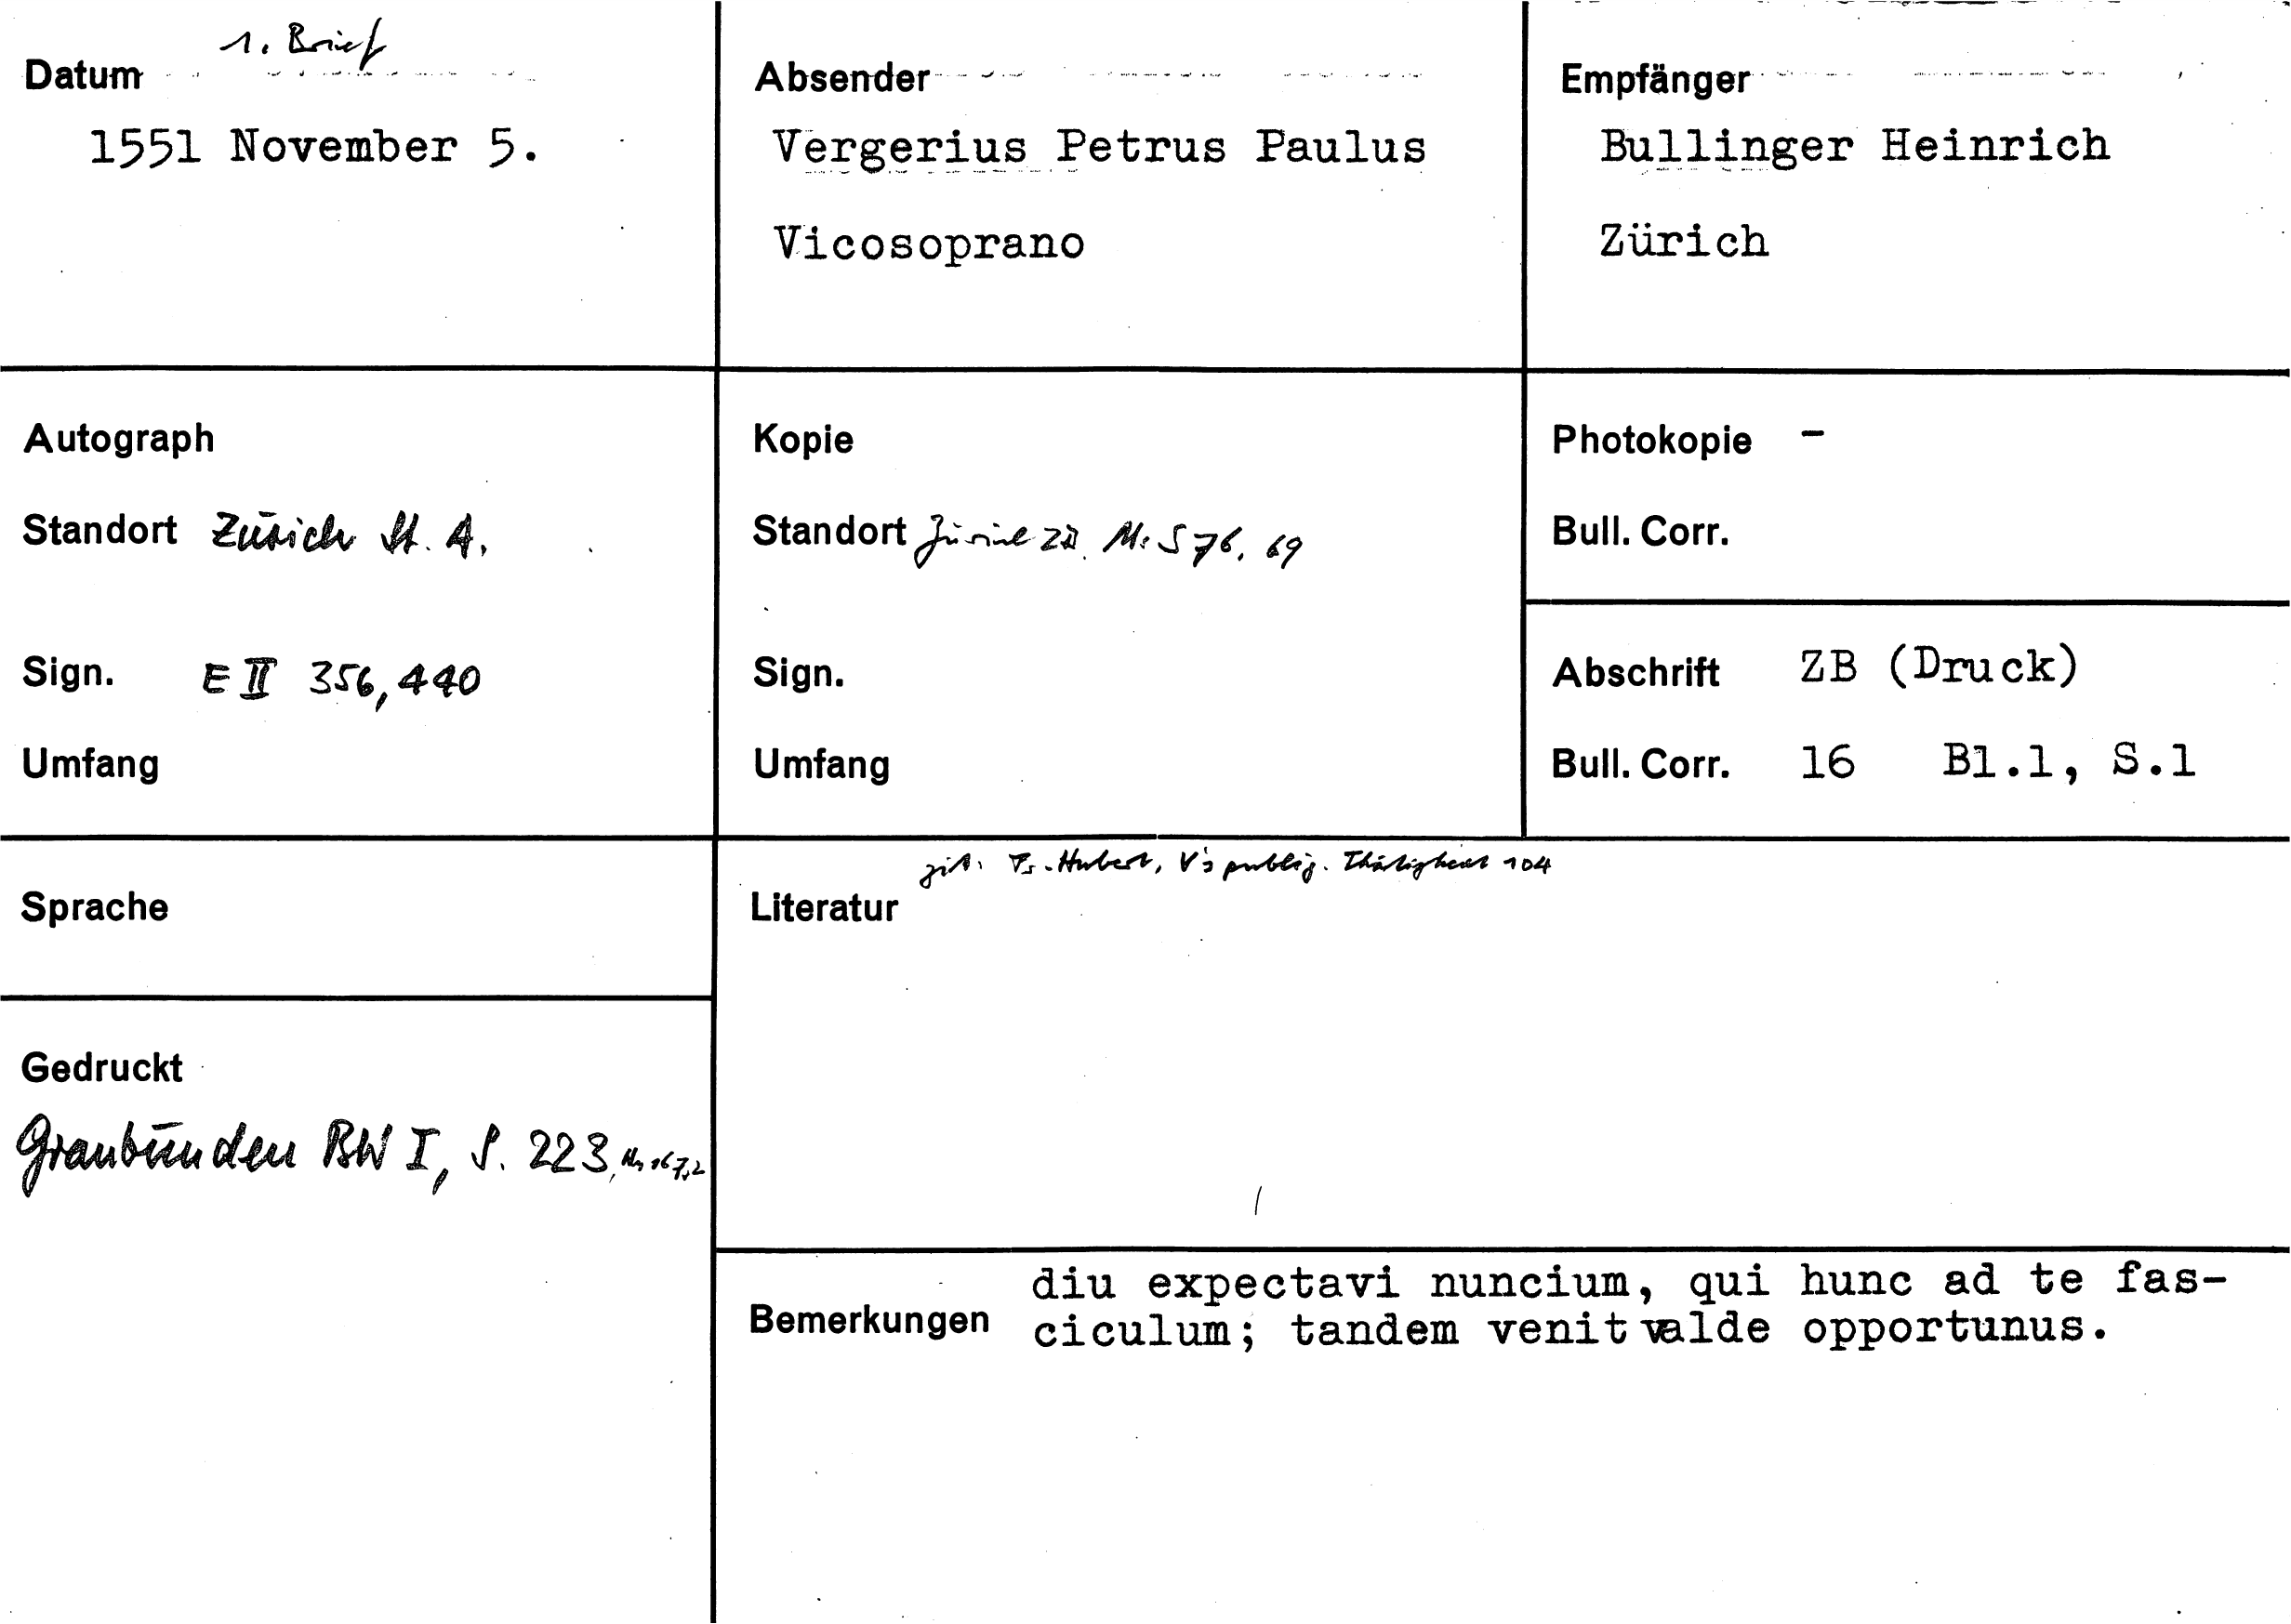 1. Brief
Datum
1551 November 5.
Absender
Vergerius Petrus Paulus
Vicosoprano
Empfänger
Bullinger Heinrich
Zürich
Autograph
Standort Zürich St. A.
Sign. E II 356,440
Umfang
Kopie
Standort Zürich ZB. Ms S 76, 69
Sign.
Umfang
Photokopie -
Bull. Corr.
Abschrift ZB (Druck)
Bull. Corr. 16 Bl.1, S.1
Sprache
zit. Hubert, V's publiz. Thätigkeit 104
Literatur
Gedruckt
Graubünden BW I, S. 223, Nr 167,2
diu expectavi nuncium, qui hunc ad te fas-
Bemerkungen ciculum; tandem venit valde opportunus.